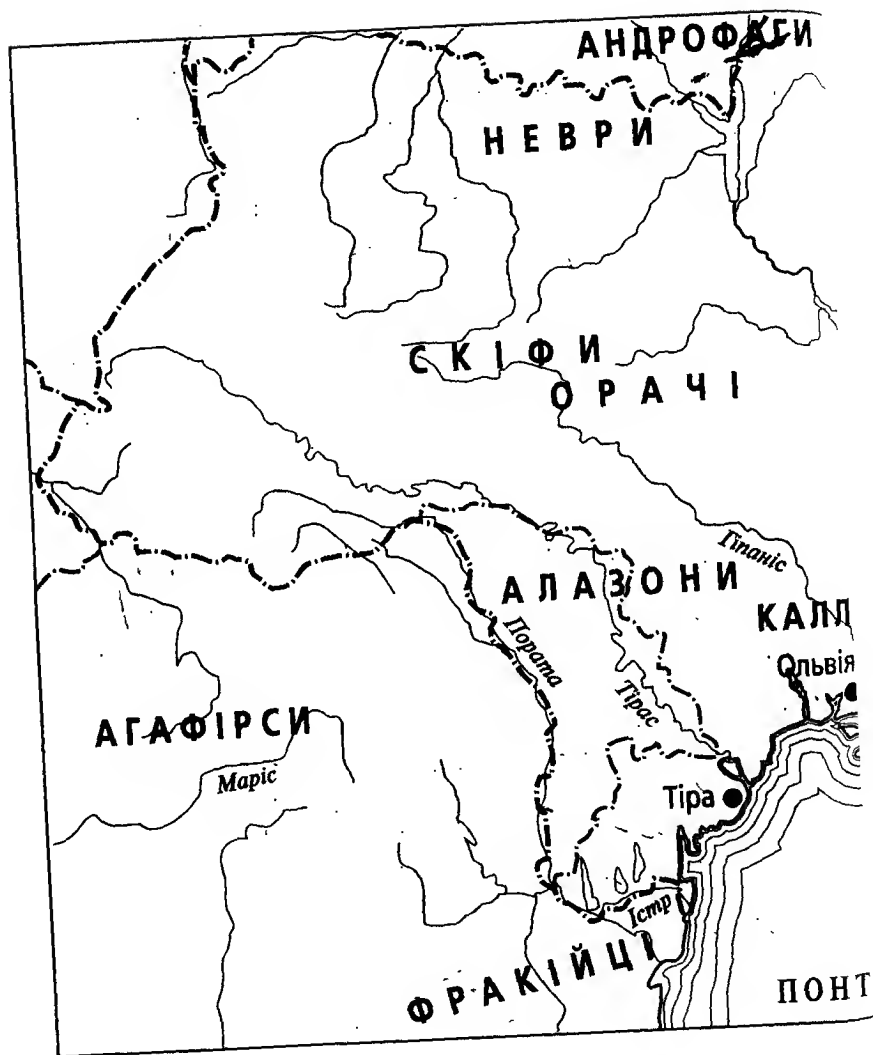 АНДРОФАГИ
НЕВРИ
СКІФИ
ОРАЧІ
Гіпаніс
АЛАЗОНИ
КАЛЛ
Пората
Ольвія
Тірас
АГАФІРСИ
Маріс
Тіра
Істр
ФРАКІЙЦІ
ПОНТ